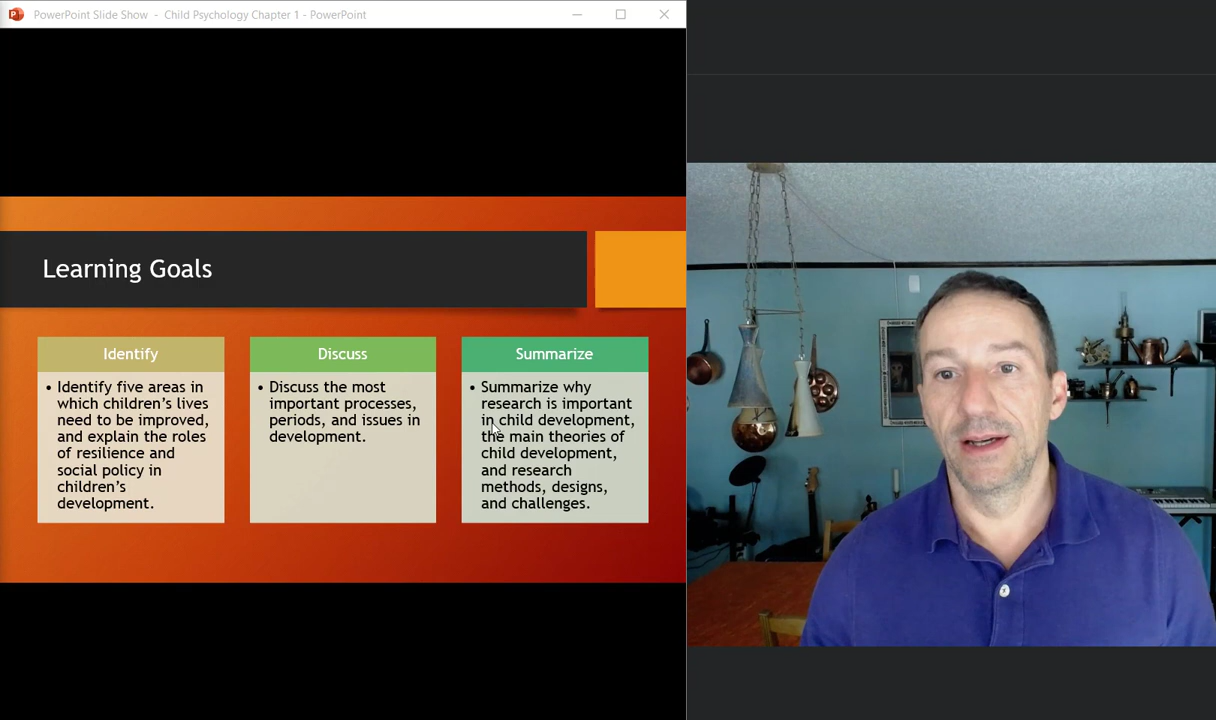 PowerPoint Slide Show - Child Psychology Chapter 1 - PowerPoint
Learning Goals
Identify
• Identify five areas in
which children’s lives
need to be improved,
and explain the roles
of resilience and
social policy in
children’s
development.
Discuss
• Discuss the most
important processes,
periods, and issues in
development.
Summarize
• Summarize why
research is important
in child development,
the main theories of
child development,
and research
methods, designs,
and challenges.